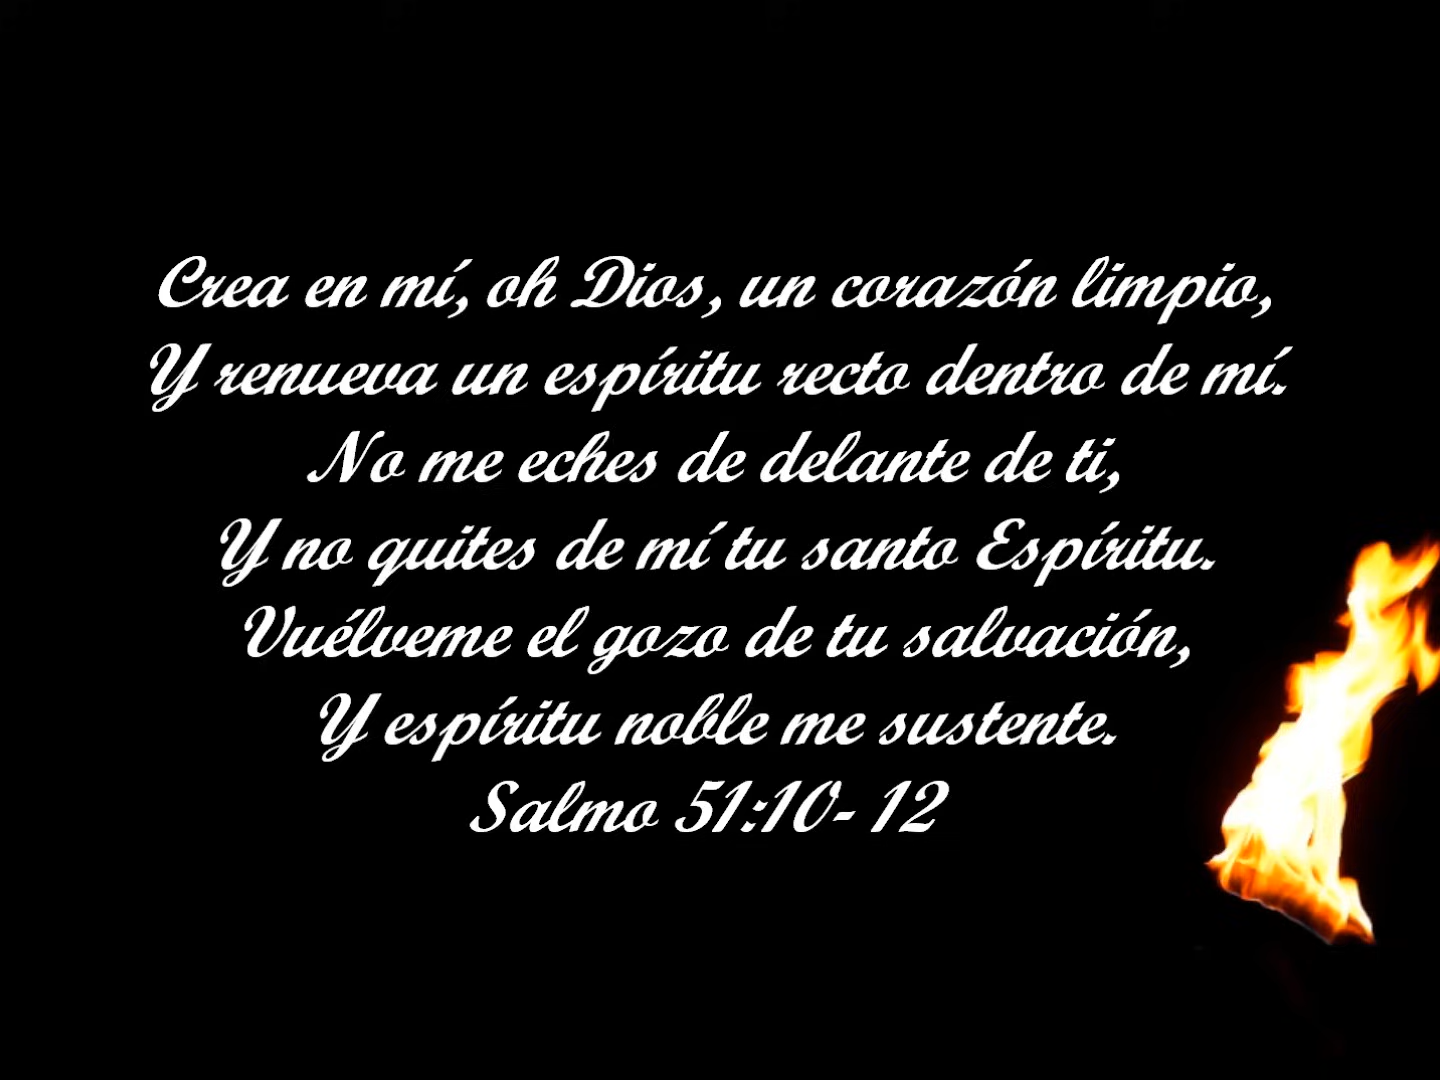 Crea en mí, oh Dios, un corazón limpio,
Y renueva un espíritu recto dentro de mí.
No me eches de delante de ti,
Y no quites de mí tu santo Espíritu.
Vuélveme el gozo de tu salvación,
Y espíritu noble me sustente.
Salmo 51:10- 12